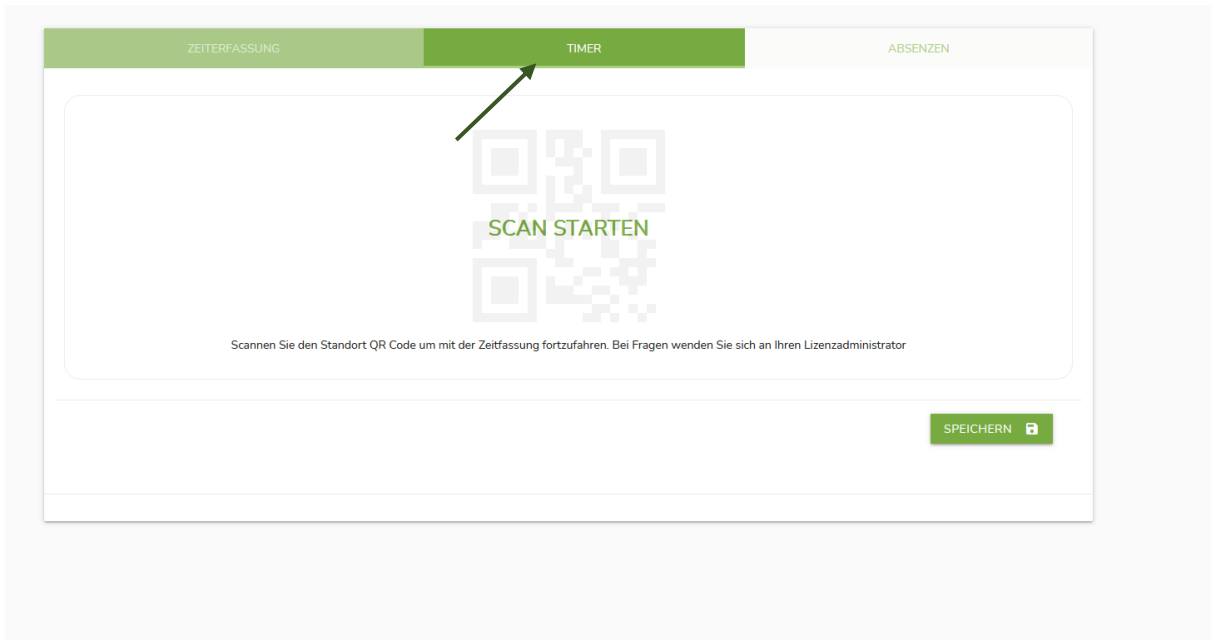 ZEITERFASSUNG
TIMER
ABSENZEN
SCAN STARTEN
Scannen Sie den Standort QR Code um mit der Zeitfassung fortzufahren. Bei Fragen wenden Sie sich an Ihren Lizenzadministrator
SPEICHERN